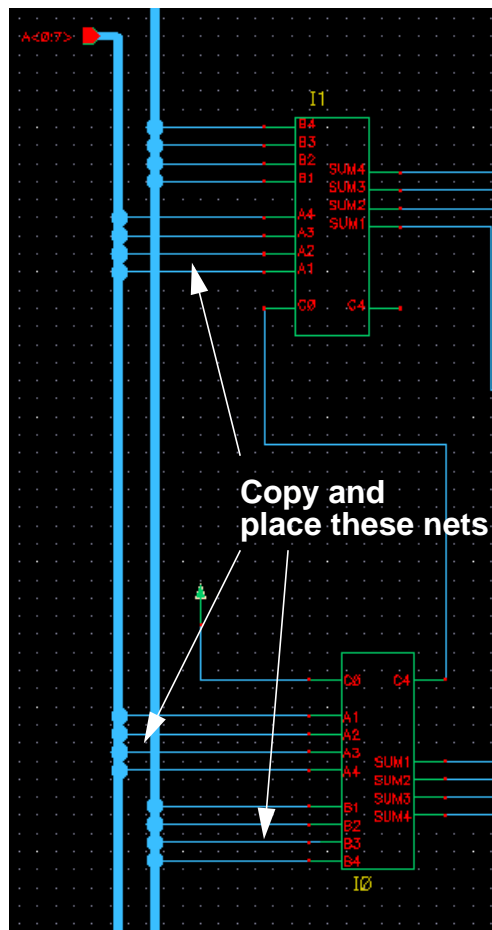 A<0:7>
I1
B4
B3
B2
B1
A4
A3
A2
A1
C0
SUM4
SUM3
SUM2
SUM1
C4
Copy and
place these nets
C0
C4
A1
A2
A3
A4
B1
B2
B3
B4
SUM1
SUM2
SUM3
SUM4
I0